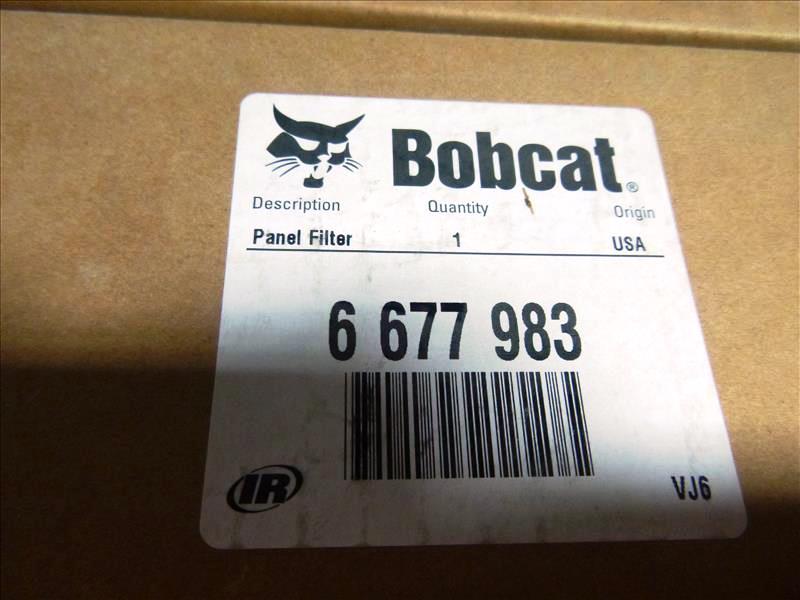 Bobcat®
Description Quantity Origin
Panel Filter 1 USA
6 677 983
IR
VJ6